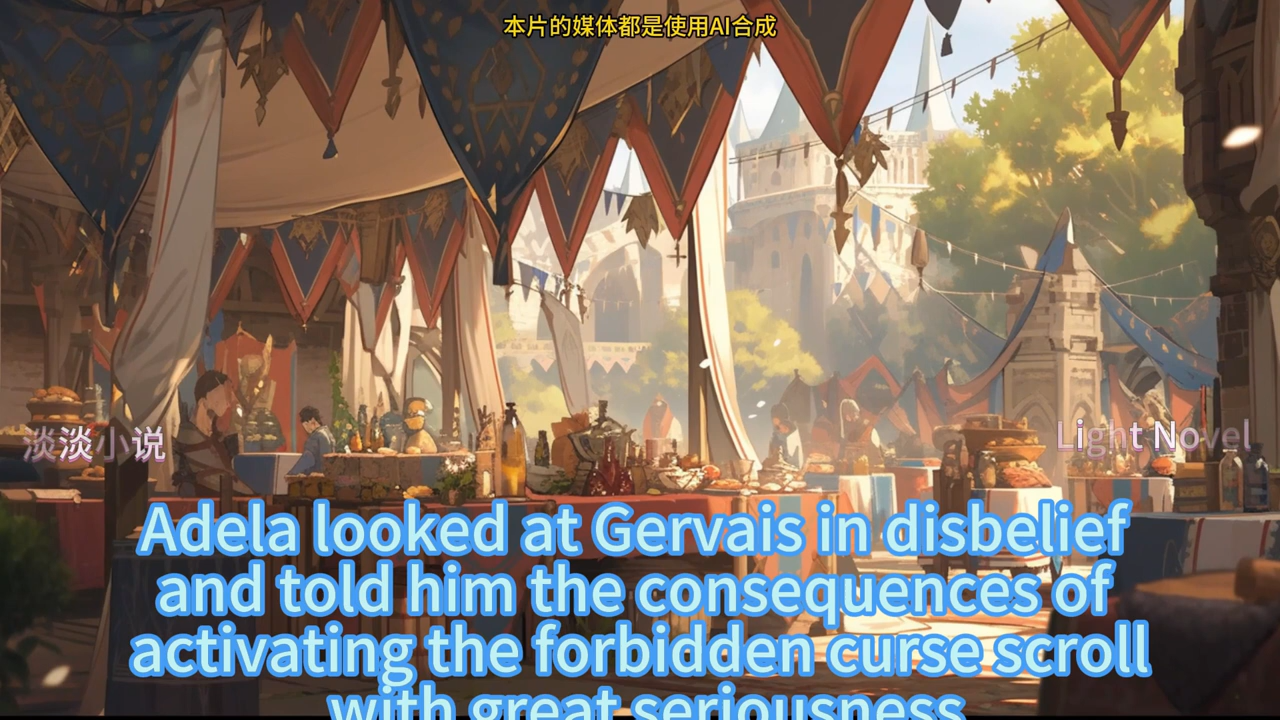 本片的媒体都是使用AI合成
淡淡小说
Light Novel
Adela looked at Gervais in disbelief
and told him the consequences of
activating the forbidden curse scroll
with great seriousness